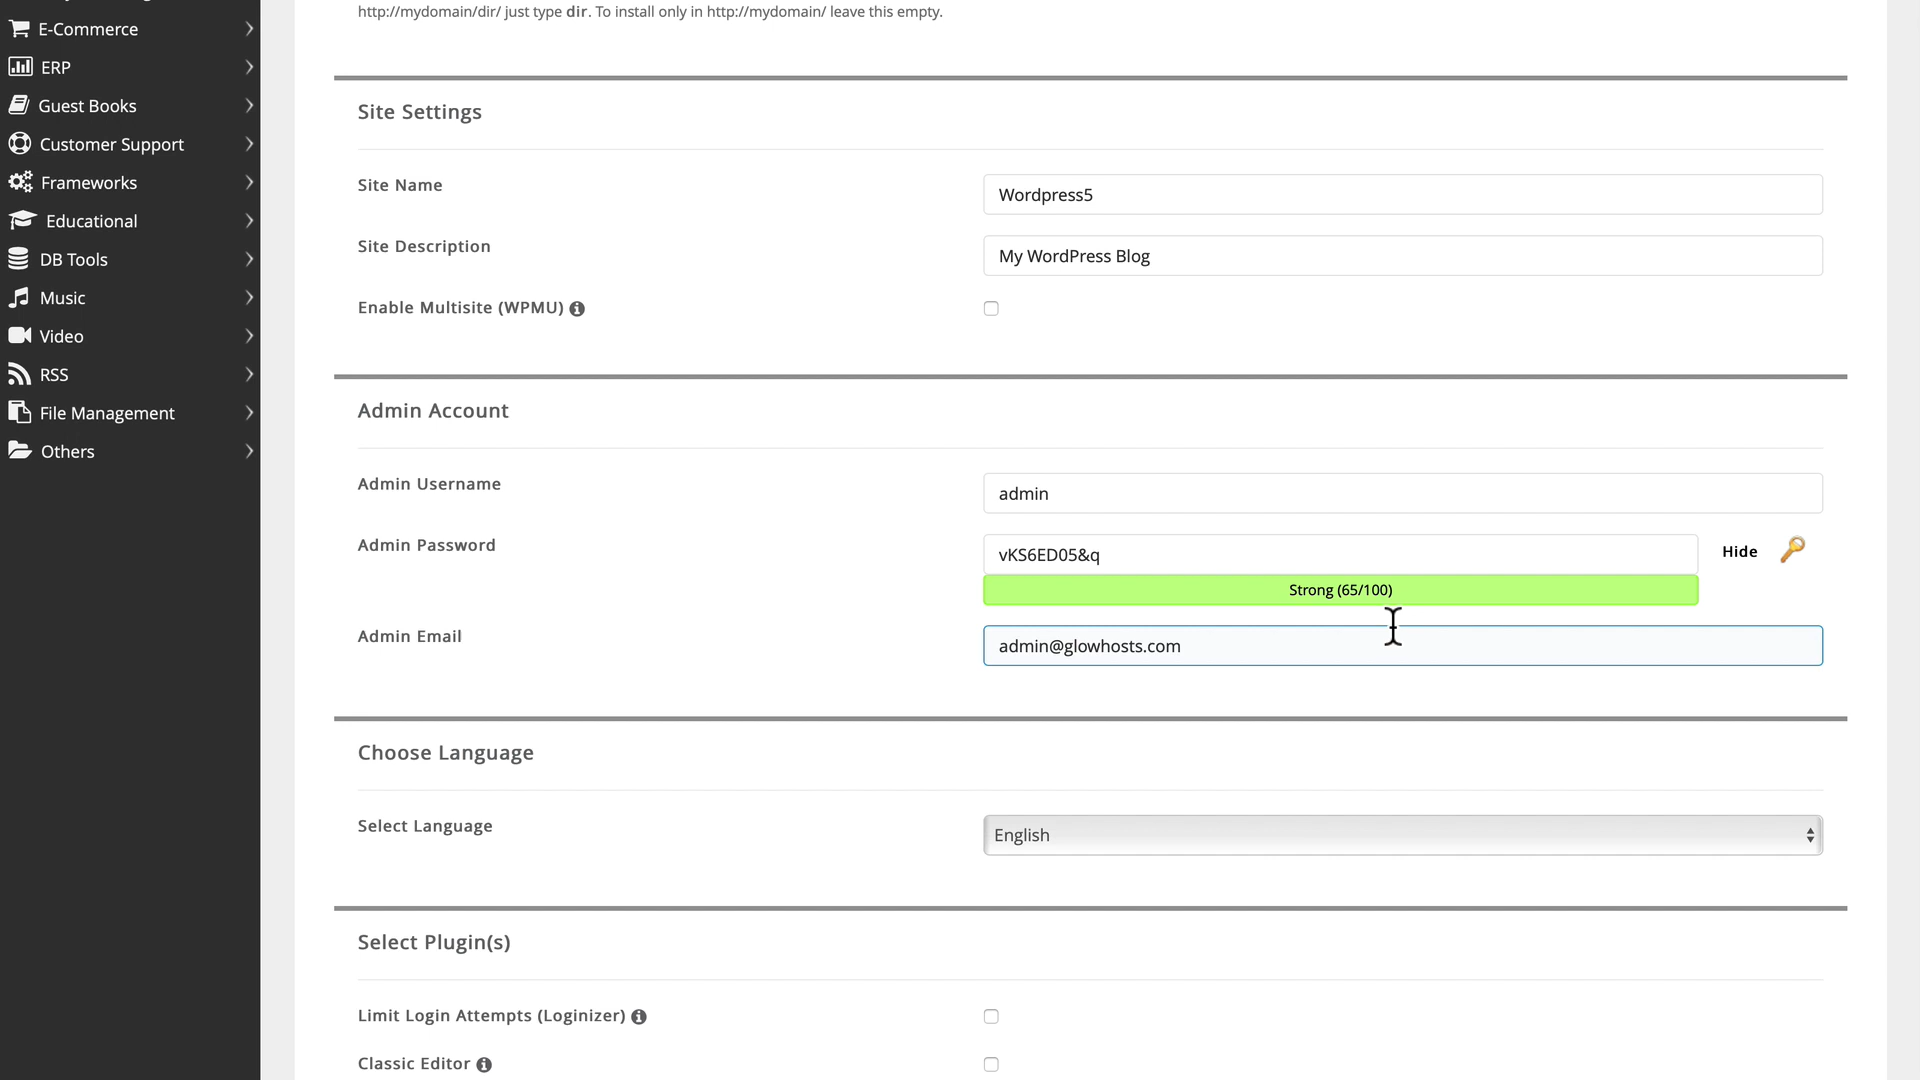 http://mydomain/dir/ just type dir. To install only in http://mydomain/ leave this empty.
E-Commerce
ERP
Guest Books
Customer Support
Frameworks
Educational
DB Tools
Music
Video
RSS
File Management
Others
Site Settings
Site Name
Wordpress5
Site Description
My WordPress Blog
Enable Multisite (WPMU)
Admin Account
Admin Username
admin
Admin Password
vKS6ED05&q
Hide
Strong (65/100)
Admin Email
admin@glowhosts.com
Choose Language
Select Language
English
Select Plugin(s)
Limit Login Attempts (Loginizer)
Classic Editor